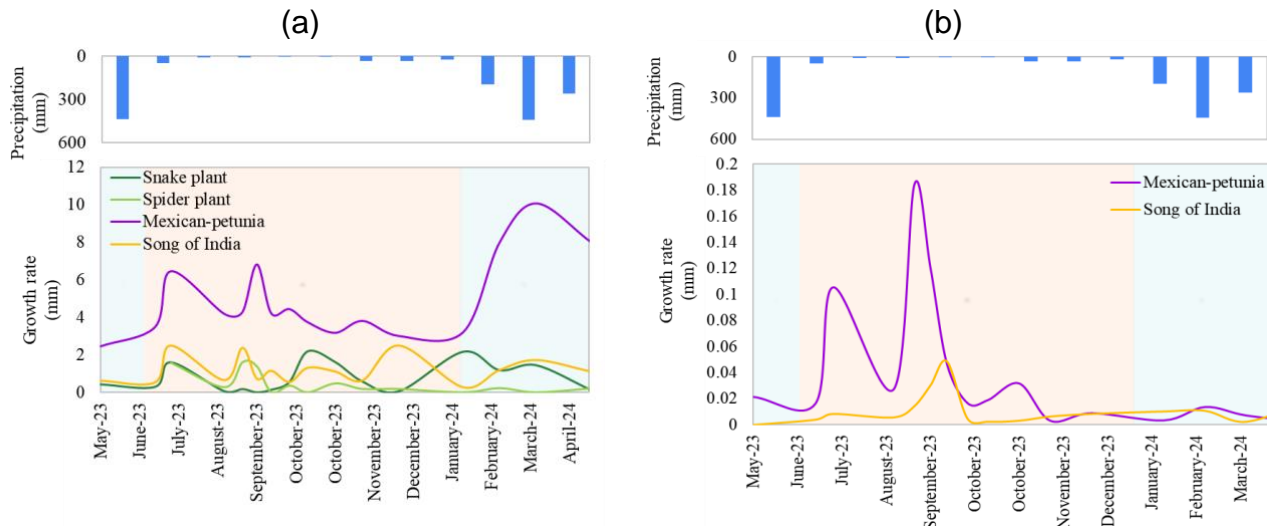 (a)
0
300
600
Precipitation
(mm)
12
10
8
6
4
2
0
Growth rate
(mm)
Snake plant
Spider plant
Mexican-petunia
Song of India
May-23
June-23
July-23
August-23
September-23
October-23
October-23
November-23
December-23
January-24
February-24
March-24
April-24
(b)
0
300
600
Precipitation
(mm)
0.2
0.18
0.16
0.14
0.12
0.1
0.08
0.06
0.04
0.02
0
Growth rate
(mm)
Mexican-petunia
Song of India
May-23
June-23
July-23
August-23
September-23
October-23
October-23
November-23
December-23
January-24
February-24
March-24